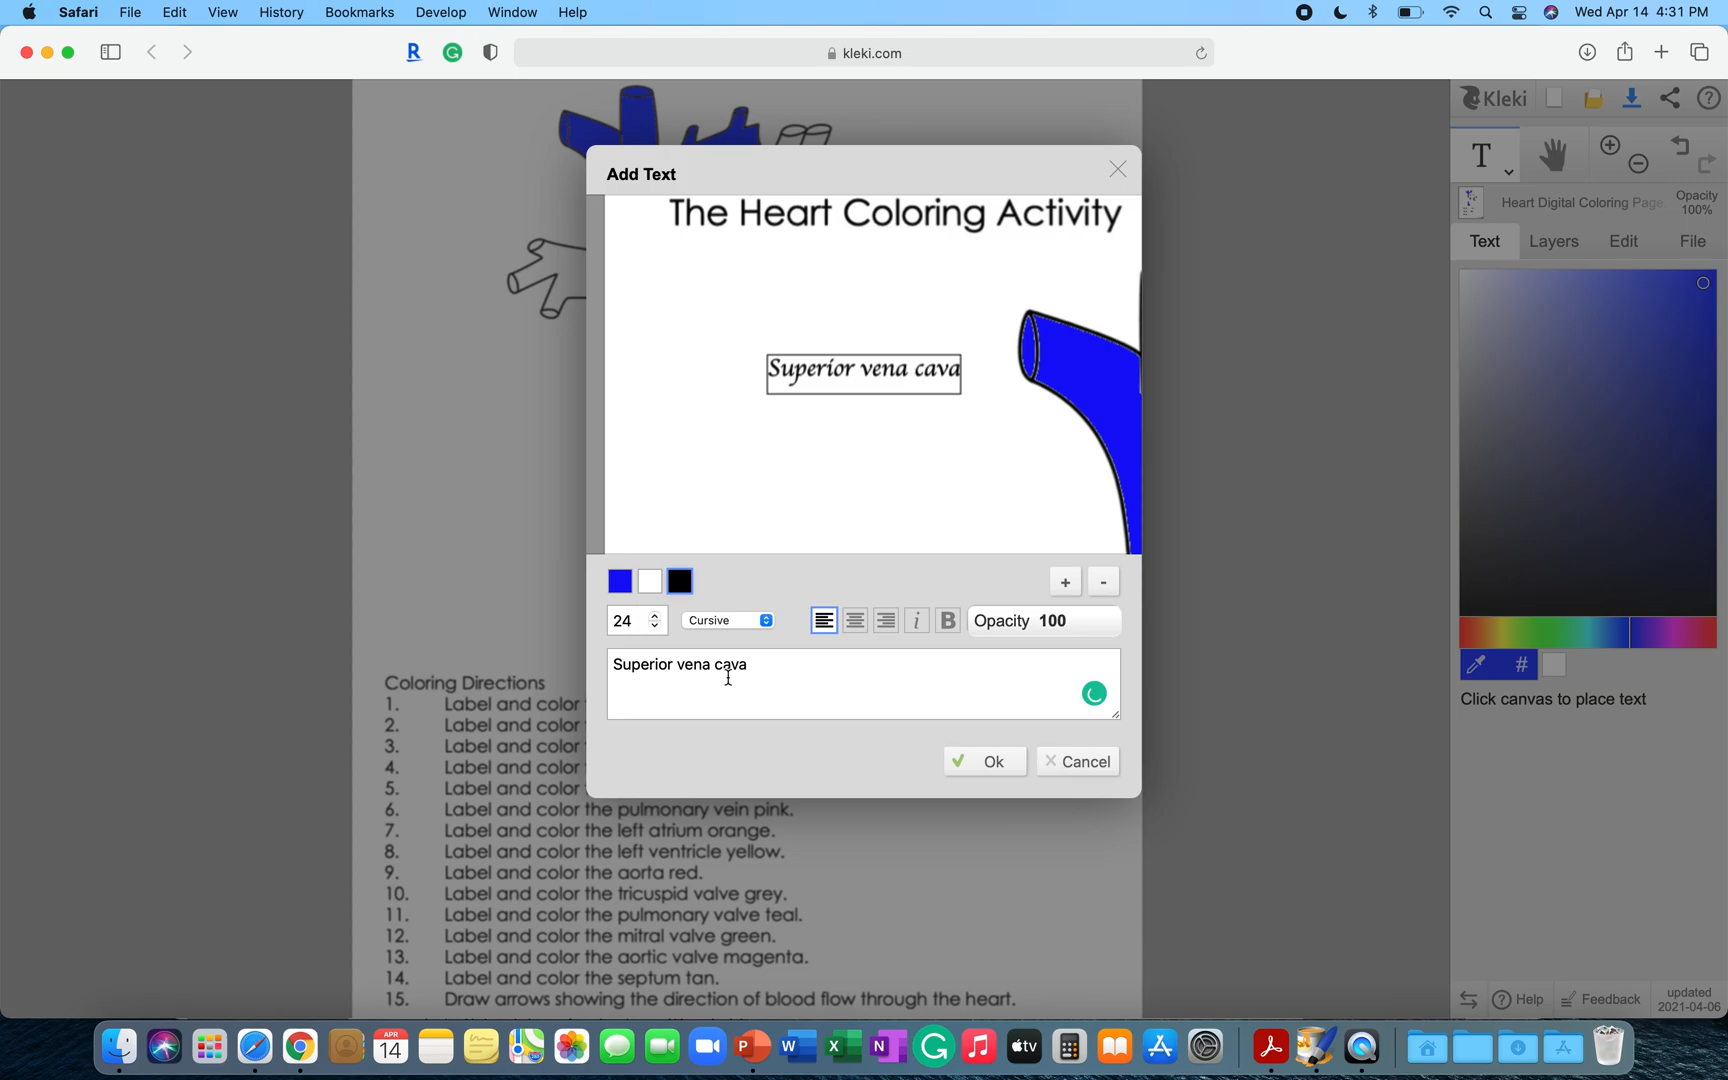 Safari File Edit View History Bookmarks Develop Window Help Wed Apr 14 4:31 PM
R G kleki.com
Kleki ?
Add Text
T
The Heart Coloring Activity
Heart Digital Coloring Page Opacity
100%
Text Layers Edit File
Superior vena cava
+ -
24 Cursive i B Opacity 100
Superior vena cava
#
Click canvas to place text
Ok Cancel
Coloring Directions
1. Label and color
2. Label and color
3. Label and color
4. Label and color
5. Label and color
6. Label and color the pulmonary vein pink.
7. Label and color the left atrium orange.
8. Label and color the left ventricle yellow.
9. Label and color the aorta red.
10. Label and color the tricuspid valve grey.
11. Label and color the pulmonary valve teal.
12. Label and color the mitral valve green.
13. Label and color the aortic valve magenta.
14. Label and color the septum tan.
15. Draw arrows showing the direction of blood flow through the heart.
? Help Feedback updated
2021-04-06
APR
14
P W X N G tv A